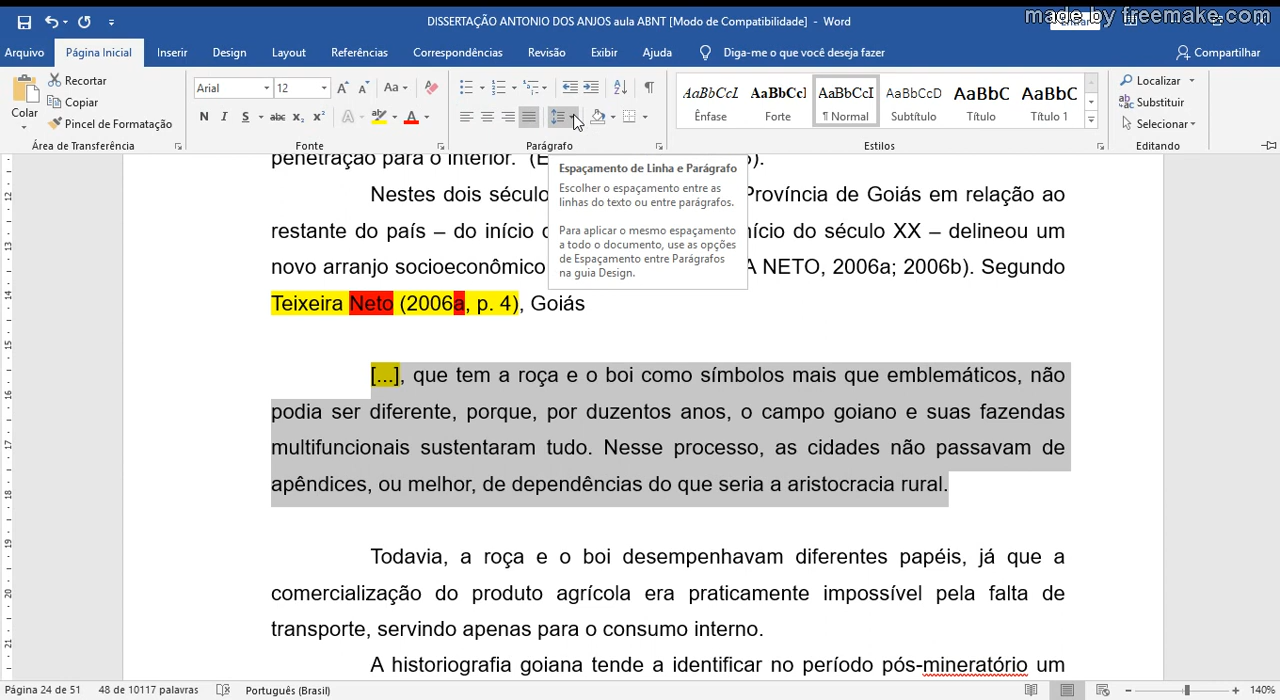 DISSERTAÇÃO ANTONIO DOS ANJOS aula ABNT [Modo de Compatibilidade] - Word
made by freemake.com
Arquivo Página Inicial Inserir Design Layout Referências Correspondências Revisão Exibir Ajuda Diga-me o que você deseja fazer Compartilhar
Colar
Recortar
Copiar
Pincel de Formatação
Área de Transferência
Arial 12 Aa
N I S abc x₂ x² A A
Fonte
Parágrafo
AaBbCcL AaBbCcl AaBbCcI AaBbCcD AaBbC AaBbC
Ênfase Forte ¶ Normal Subtítulo Título Título 1
Estilos
Localizar
Substituir
Selecionar
Editando
Espaçamento de Linha e Parágrafo
Escolher o espaçamento entre as
linhas do texto ou entre parágrafos.
Para aplicar o mesmo espaçamento
a todo o documento, use as opções
de Espaçamento entre Parágrafos
na guia Design.
penetração para o interior. (E ).
Nestes dois século Província de Goiás em relação ao
restante do país – do início do século XX – delineou um
novo arranjo socioeconômico A NETO, 2006a; 2006b). Segundo
Teixeira Neto (2006a, p. 4), Goiás
[...], que tem a roça e o boi como símbolos mais que emblemáticos, não
podia ser diferente, porque, por duzentos anos, o campo goiano e suas fazendas
multifuncionais sustentaram tudo. Nesse processo, as cidades não passavam de
apêndices, ou melhor, de dependências do que seria a aristocracia rural.
Todavia, a roça e o boi desempenhavam diferentes papéis, já que a
comercialização do produto agrícola era praticamente impossível pela falta de
transporte, servindo apenas para o consumo interno.
A historiografia goiana tende a identificar no período pós-mineratório um
Página 24 de 51 48 de 10117 palavras Português (Brasil) 140%